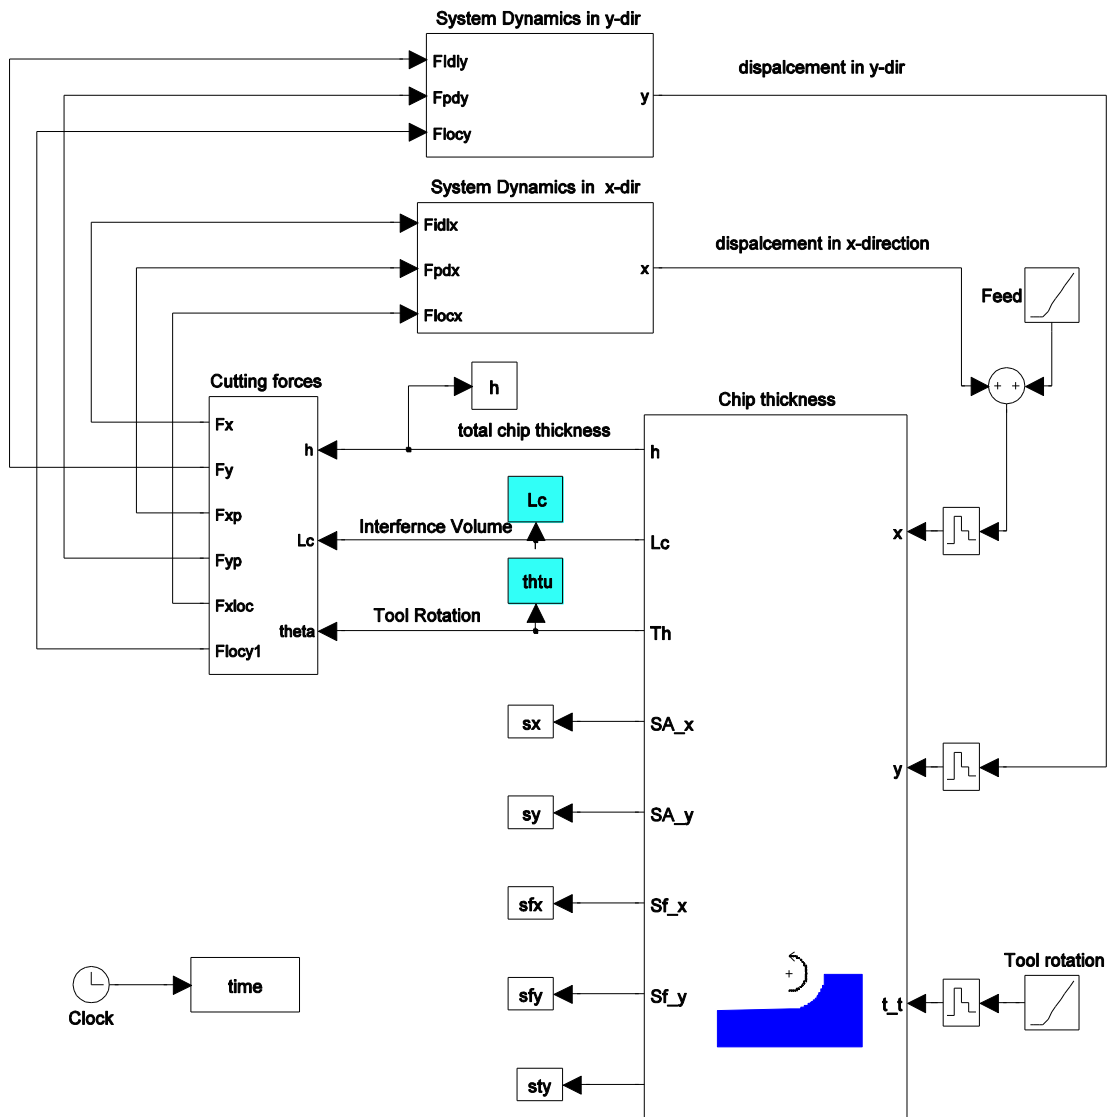 System Dynamics in y-dir
Fldly
Fpdy
Flocy
y
dispalcement in y-dir
System Dynamics in x-dir
Fidlx
Fpdx
Flocx
x
dispalcement in x-direction
Feed
+ +
Cutting forces
Fx
Fy
Fxp
Fyp
Fxloc
Flocy1
h
Lc
theta
h
total chip thickness
Lc
Interfernce Volume
thtu
Tool Rotation
Chip thickness
h
Lc
Th
SA_x
SA_y
Sf_x
Sf_y
x
y
t_t
sx
sy
sfx
sfy
sty
Tool rotation
time
Clock